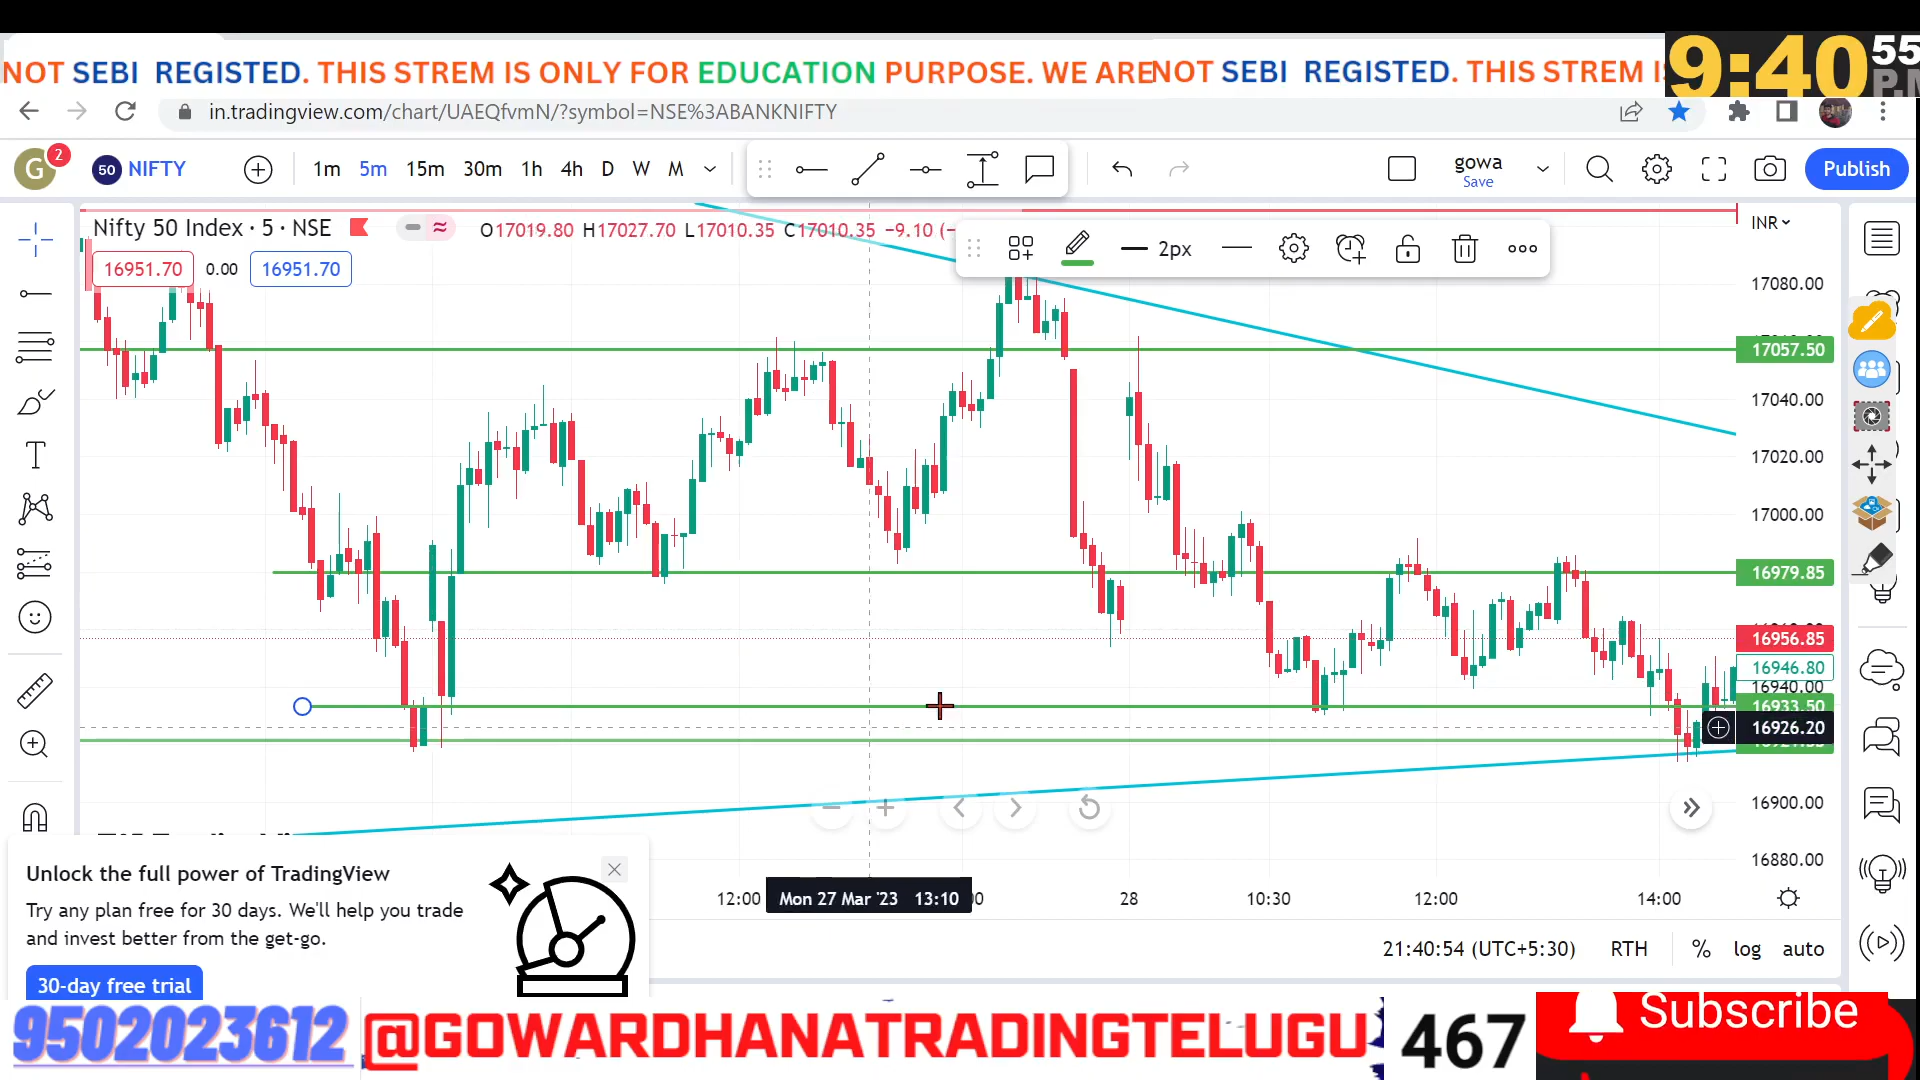 NOT SEBI REGISTED. THIS STREM IS ONLY FOR EDUCATION PURPOSE. WE ARE
NOT SEBI REGISTED. THIS STREM IS
9:40 55
in.tradingview.com/chart/UAEQfvmN/?symbol=NSE%3ABANKNIFTY
G 2 50 NIFTY 1m 5m 15m 30m 1h 4h D W M gowa Save Publish
Nifty 50 Index · 5 · NSE O17019.80 H17027.70 L17010.35 C17010.35 −9.10 (− INR
16951.70 0.00 16951.70
2px
17080.00
17057.50
17040.00
17020.00
17000.00
16979.85
16956.85
16946.80
16940.00
16933.50
16926.20
16900.00
16880.00
12:00 Mon 27 Mar '23 13:10 28 10:30 12:00 14:00
21:40:54 (UTC+5:30) RTH % log auto
Unlock the full power of TradingView
Try any plan free for 30 days. We'll help you trade
and invest better from the get-go.
30-day free trial
9502023612 @GOWARDHANATRADINGTELUGU 467 Subscribe